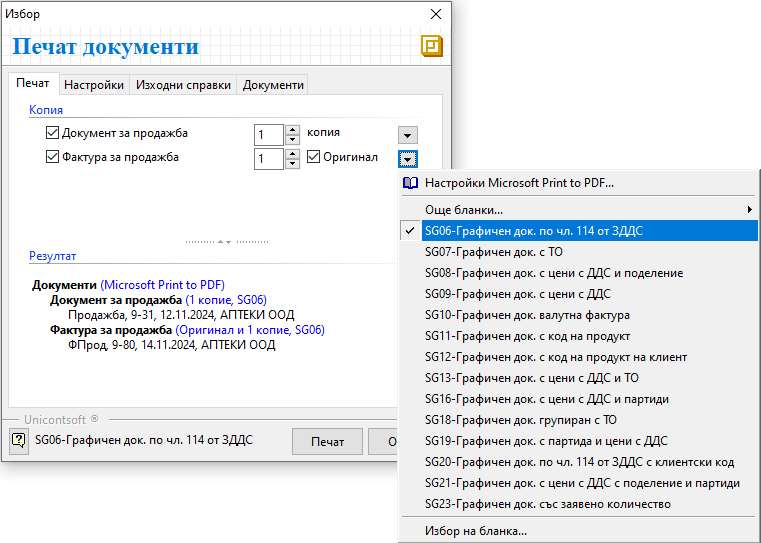 Избор
Печат документи
Печат Настройки Изходни справки Документи
Копия
Документ за продажба 1 копия
Фактура за продажба 1 Оригинал
Резултат
Документи (Microsoft Print to PDF)
Документ за продажба (1 копие, SG06)
Продажба, 9-31, 12.11.2024, АПТЕКИ ООД
Фактура за продажба (Оригинал и 1 копие, SG06)
ФПрод, 9-80, 14.11.2024, АПТЕКИ ООД
Unicontsoft ®
SG06-Графичен док. по чл. 114 от ЗДДС Печат
Настройки Microsoft Print to PDF...
Още бланки...
SG06-Графичен док. по чл. 114 от ЗДДС
SG07-Графичен док. с ТО
SG08-Графичен док. с цени с ДДС и поделение
SG09-Графичен док. с цени с ДДС
SG10-Графичен док. валутна фактура
SG11-Графичен док. с код на продукт
SG12-Графичен док. с код на продукт на клиент
SG13-Графичен док. с цени с ДДС и ТО
SG16-Графичен док. с цени с ДДС и партиди
SG18-Графичен док. групиран с ТО
SG19-Графичен док. с партида и цени с ДДС
SG20-Графичен док. по чл. 114 от ЗДДС с клиентски код
SG21-Графичен док. с цени с ДДС с поделение и партиди
SG23-Графичен док. със заявено количество
Избор на бланка...